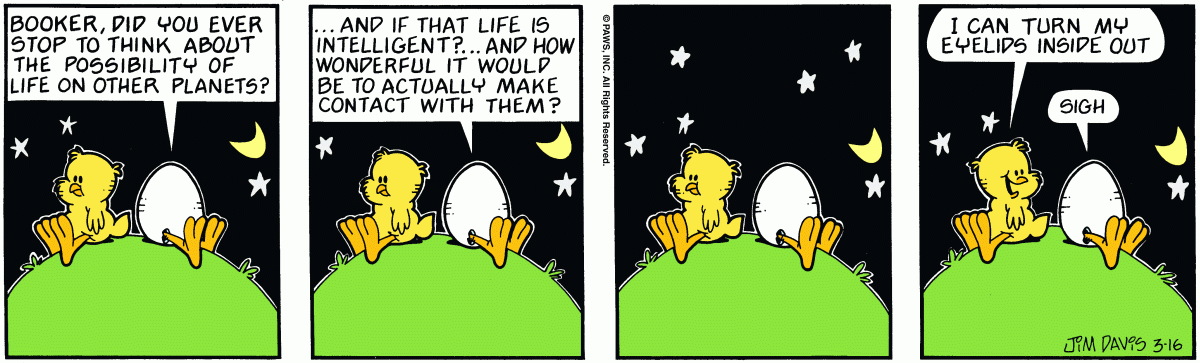 BOOKER, DID YOU EVER
STOP TO THINK ABOUT
THE POSSIBILITY OF
LIFE ON OTHER PLANETS?
...AND IF THAT LIFE IS
INTELLIGENT?...AND HOW
WONDERFUL IT WOULD
BE TO ACTUALLY MAKE
CONTACT WITH THEM?
© PAWS, INC. All Rights Reserved.
I CAN TURN MY
EYELIDS INSIDE OUT
SIGH
JIM DAVIS 3-16